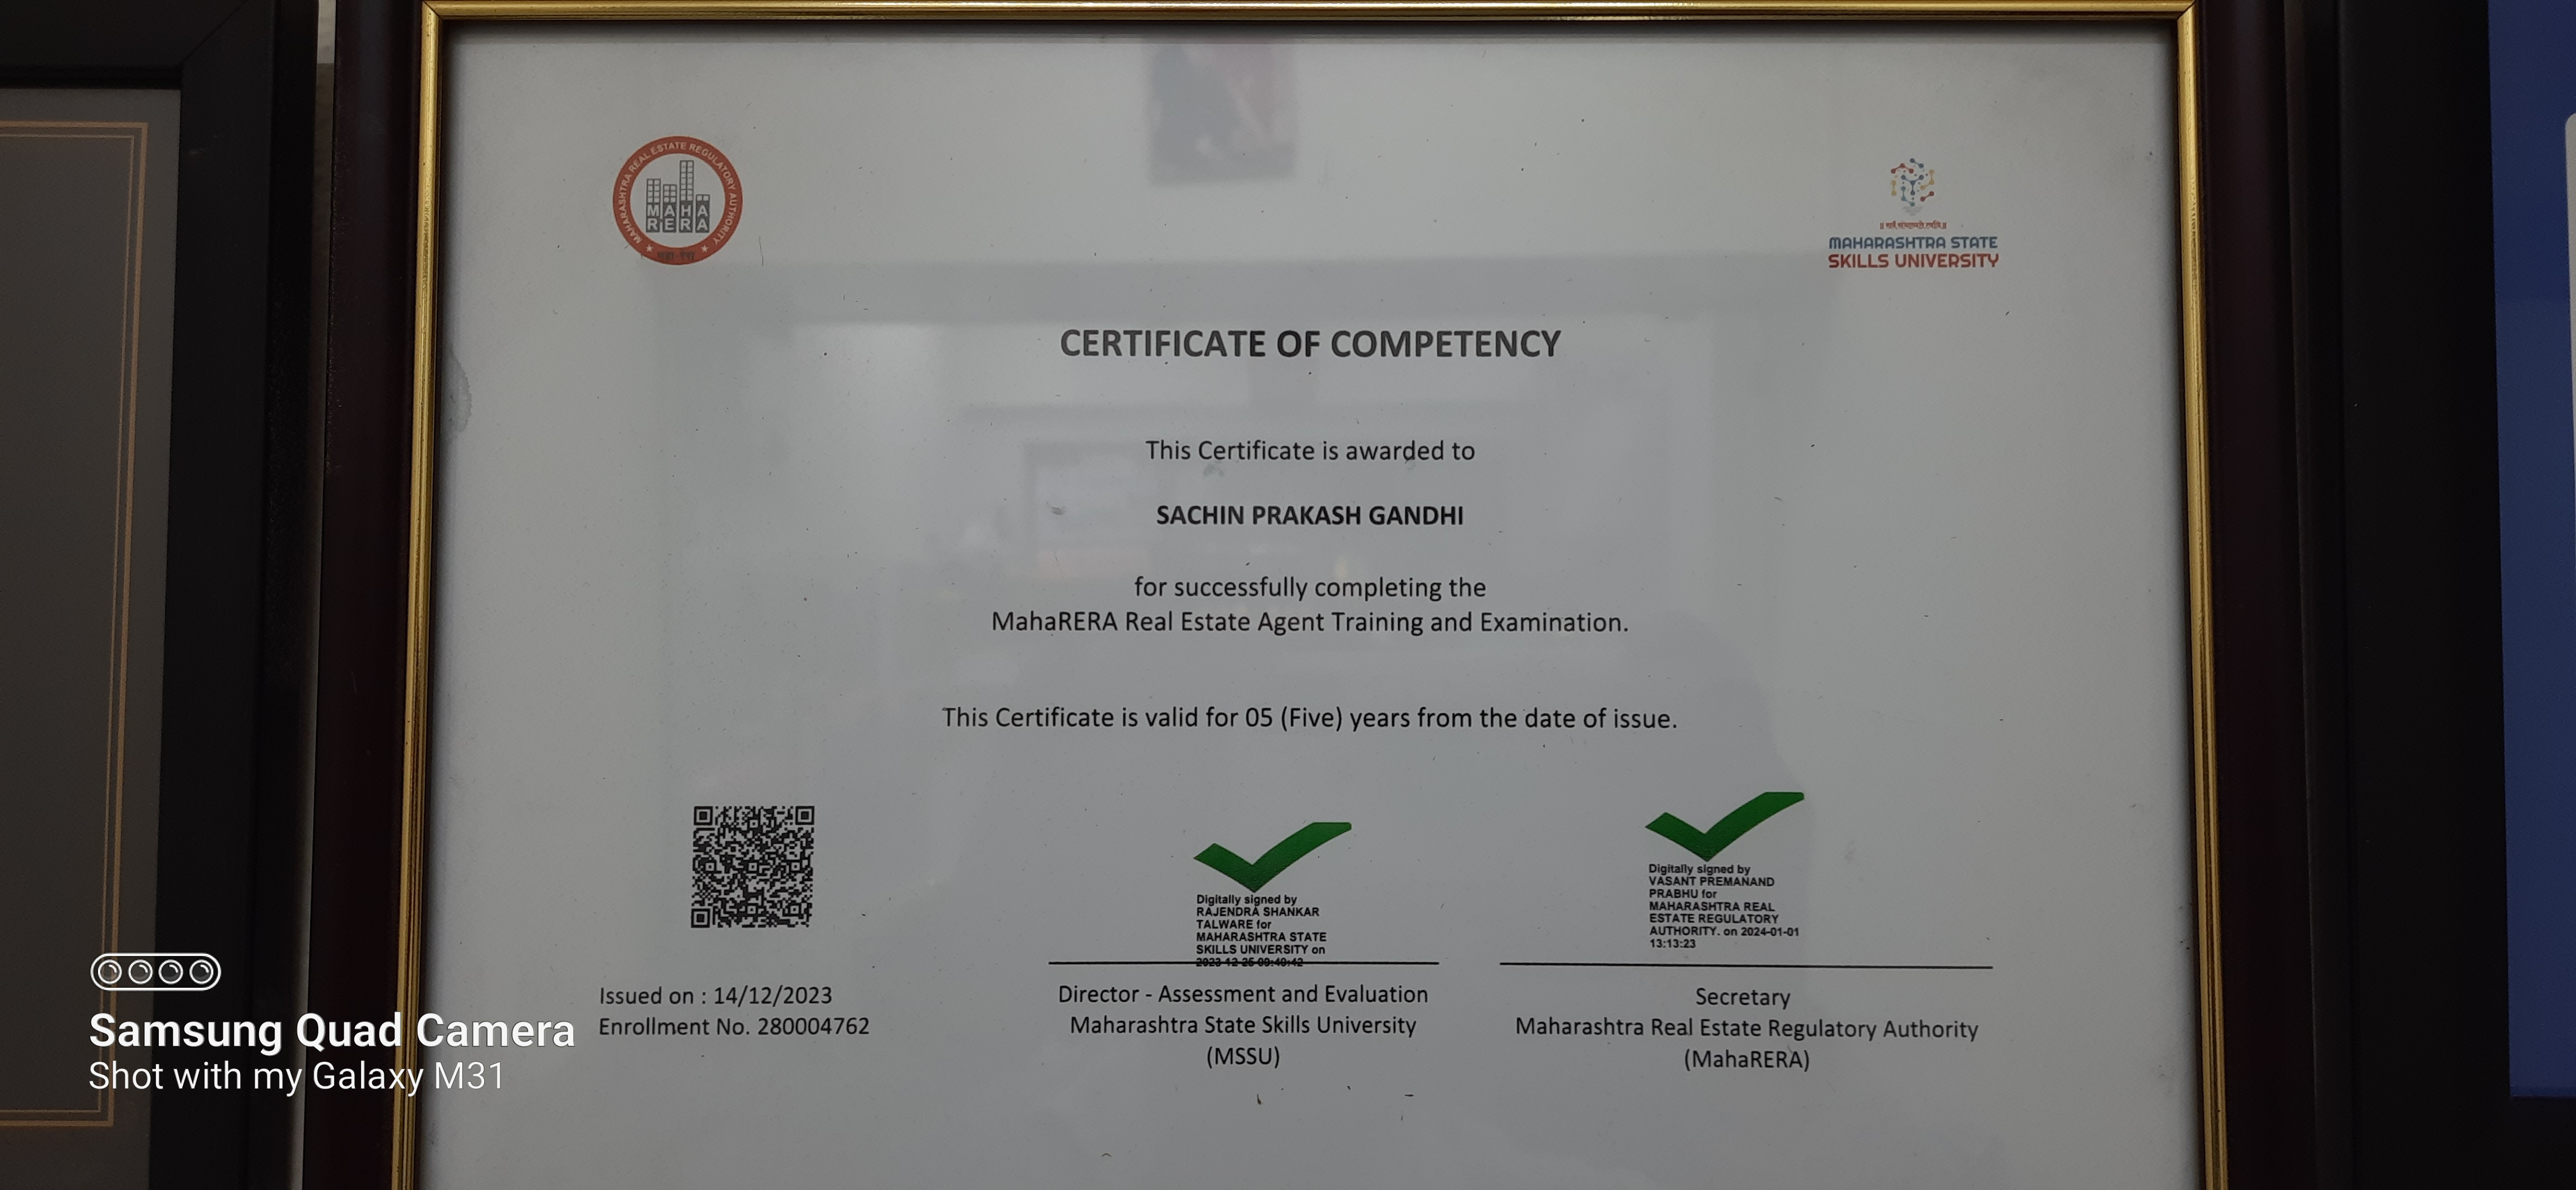 MAHARASHTRA REAL ESTATE REGULATORY AUTHORITY
MAHA
RERA
MAHARASHTRA STATE
SKILLS UNIVERSITY
CERTIFICATE OF COMPETENCY
This Certificate is awarded to
SACHIN PRAKASH GANDHI
for successfully completing the
MahaRERA Real Estate Agent Training and Examination.
This Certificate is valid for 05 (Five) years from the date of issue.
Digitally signed by
RAJENDRA SHANKAR
TALWARE for
MAHARASHTRA STATE
SKILLS UNIVERSITY on
Digitally signed by
VASANT PREMANAND
PRABHU for
MAHARASHTRA REAL
ESTATE REGULATORY
AUTHORITY. on 2024-01-01
13:13:23
Issued on : 14/12/2023
Enrollment No. 280004762
Director - Assessment and Evaluation
Maharashtra State Skills University
(MSSU)
Secretary
Maharashtra Real Estate Regulatory Authority
(MahaRERA)
Samsung Quad Camera
Shot with my Galaxy M31